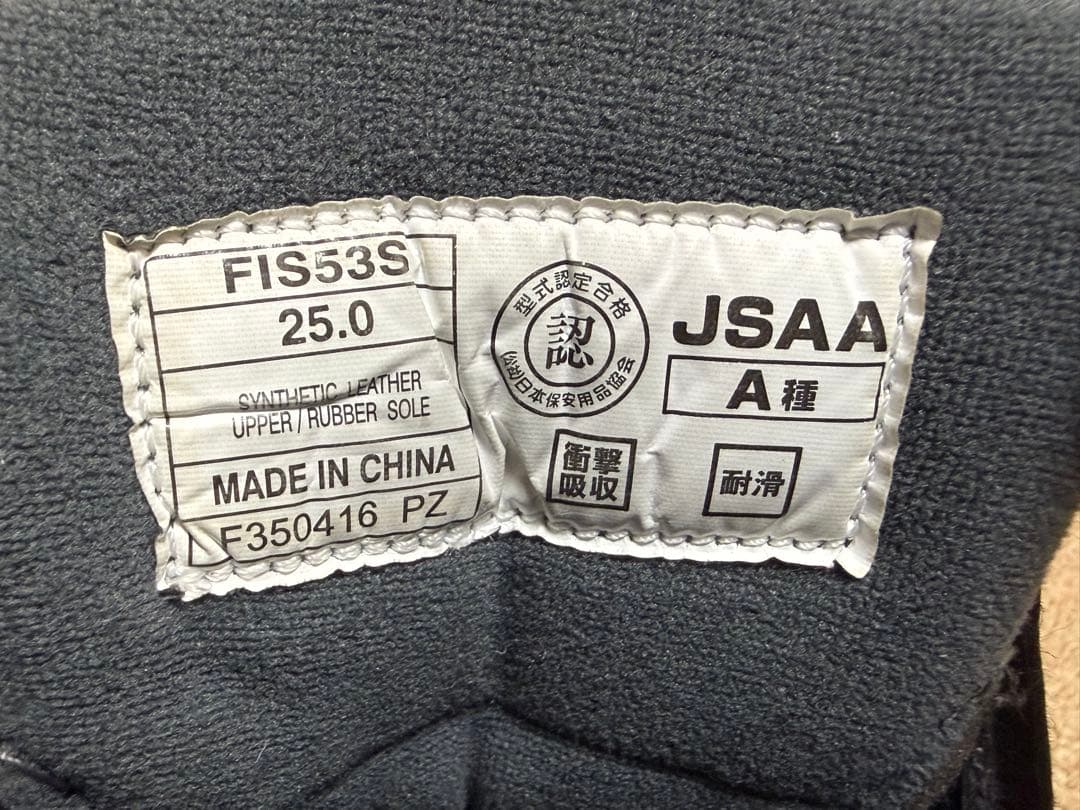 FIS53S
25.0
SYNTHETIC LEATHER
UPPER/RUBBER SOLE
MADE IN CHINA
F350416 PZ
型式認定合格
認
(公社)日本保安用品協会
JSAA
A種
衝撃
吸収
耐滑